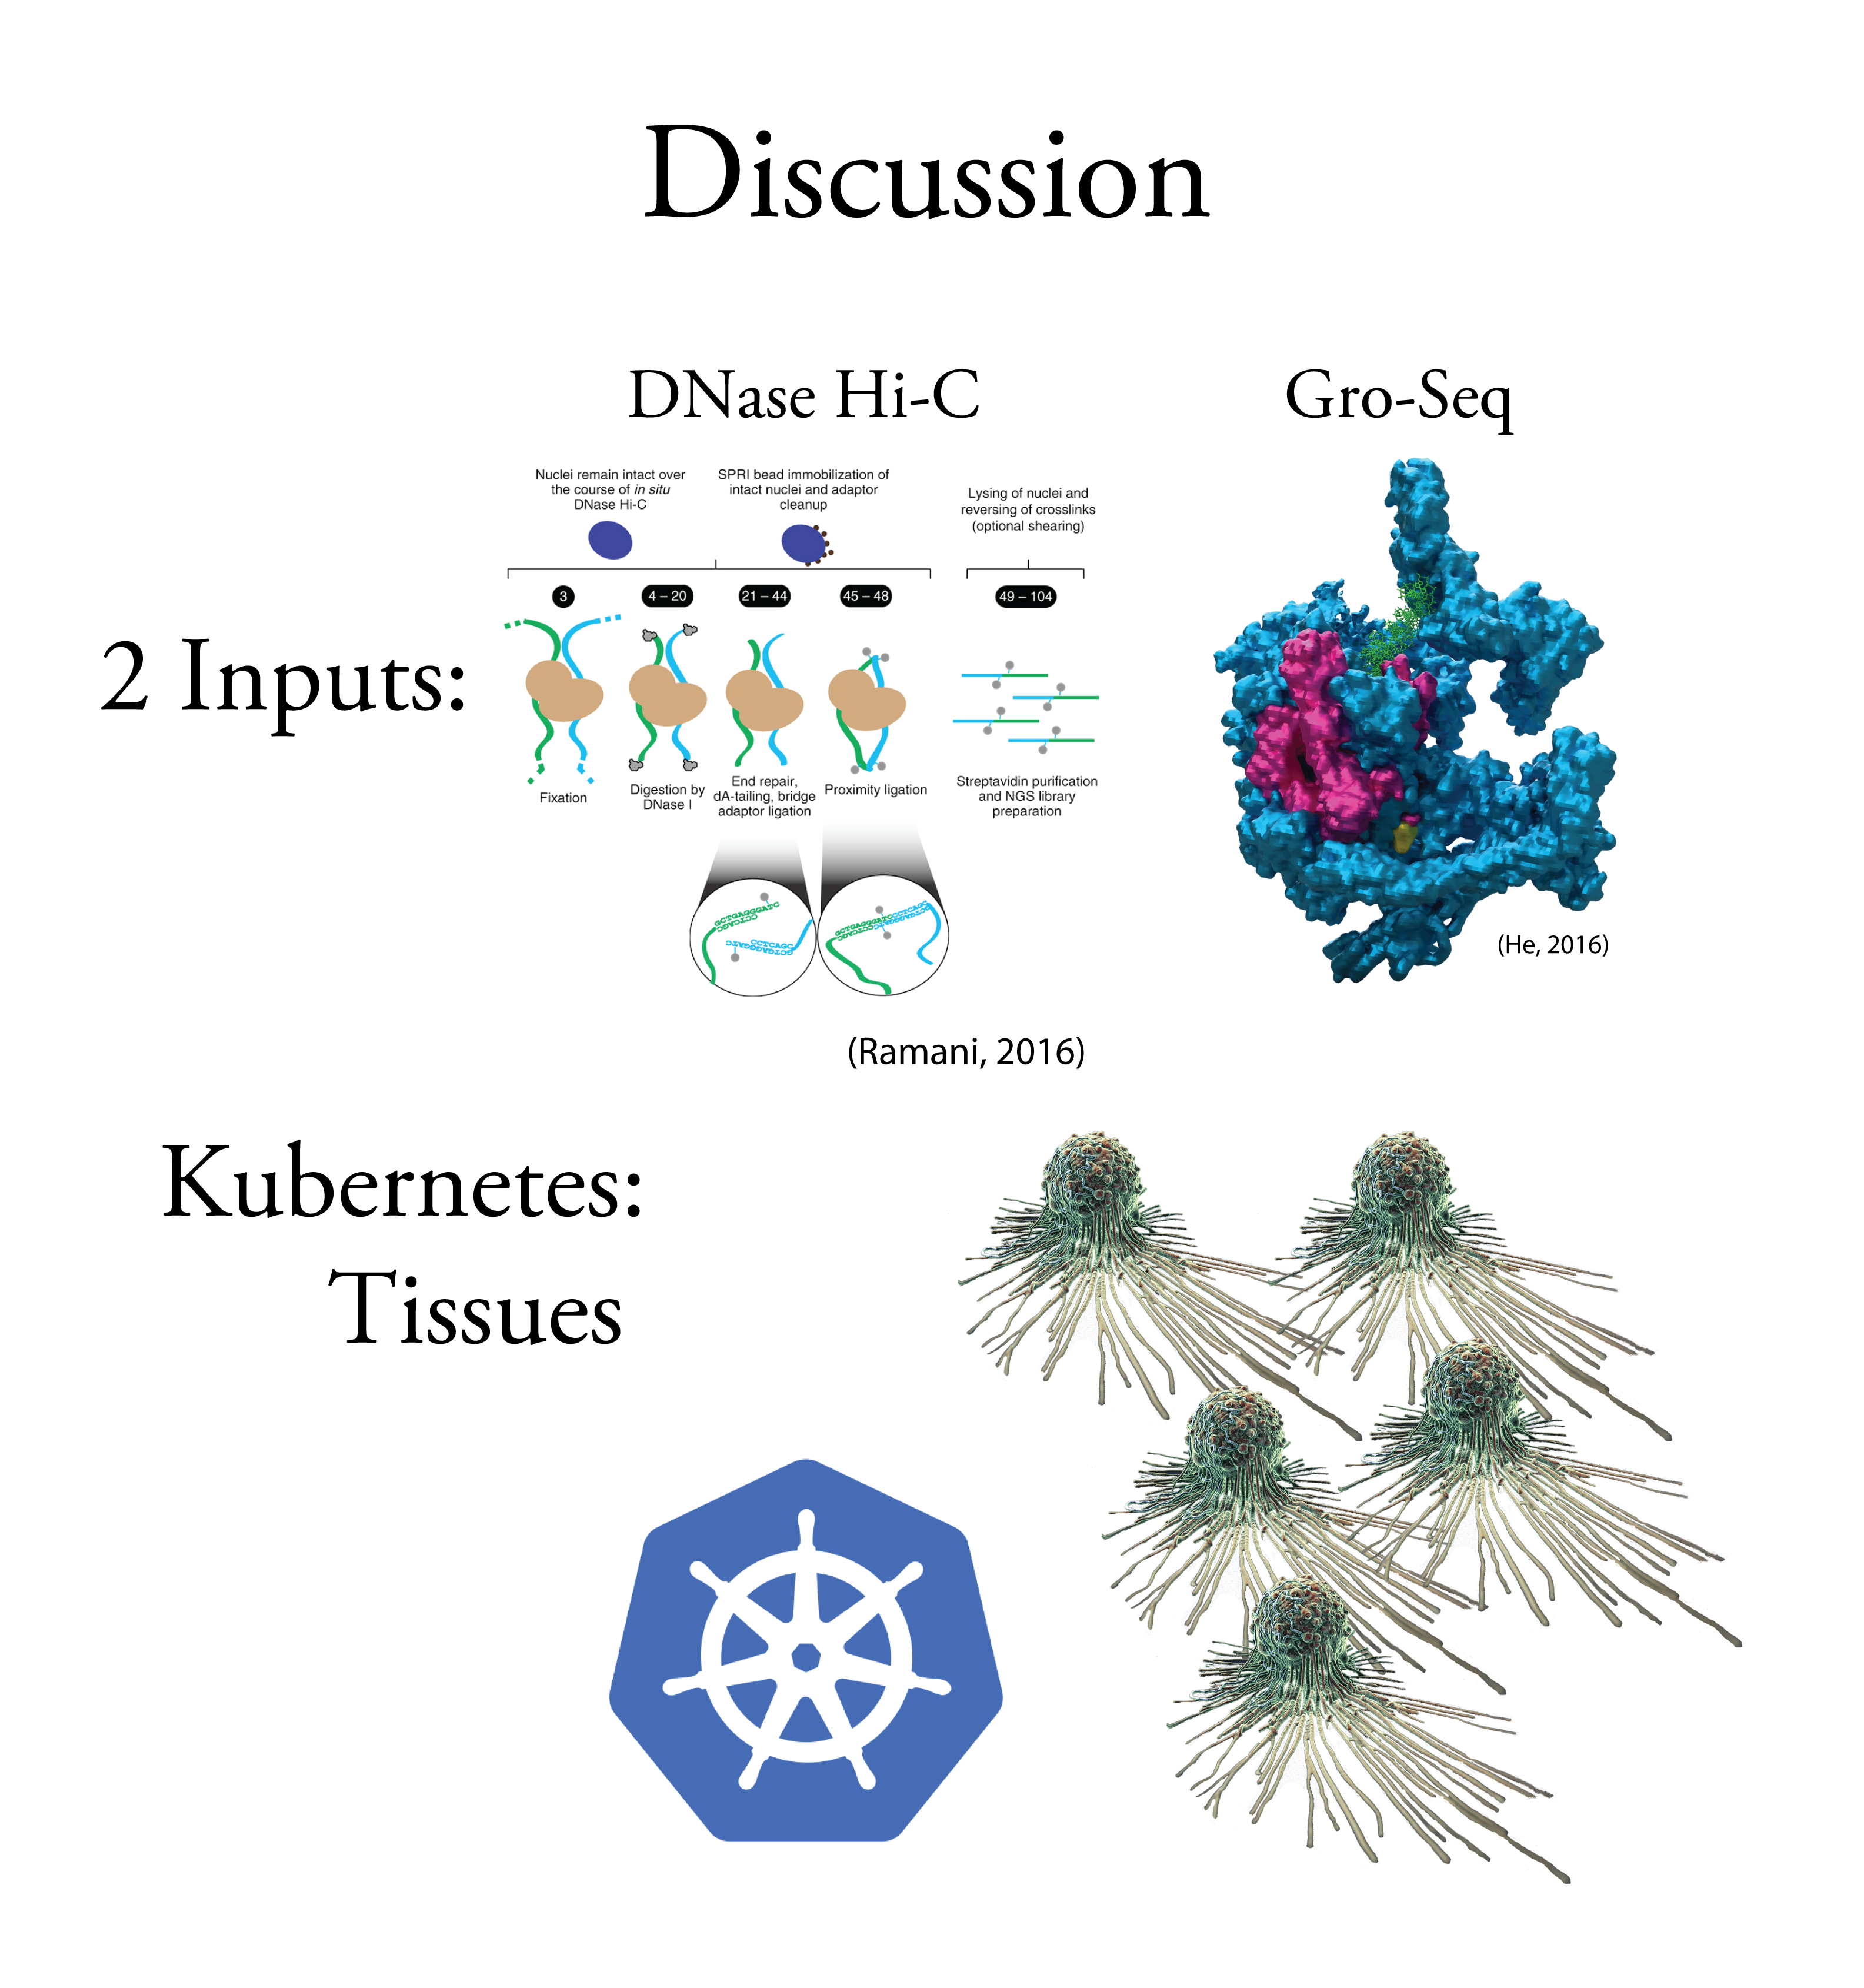 Discussion
DNase Hi-C
Gro-Seq
Nuclei remain intact over
the course of in situ
DNase Hi-C
SPRI bead immobilization of
intact nuclei and adaptor
cleanup
Lysing of nuclei and
reversing of crosslinks
(optional shearing)
3
4 – 20
21 – 44
45 – 48
49 – 104
2 Inputs:
Fixation
Digestion by
DNase I
End repair,
dA-tailing, bridge
adaptor ligation
Proximity ligation
Streptavidin purification
and NGS library
preparation
GCTGAGGGATC
CCTCAGC
(He, 2016)
(Ramani, 2016)
Kubernetes:
Tissues